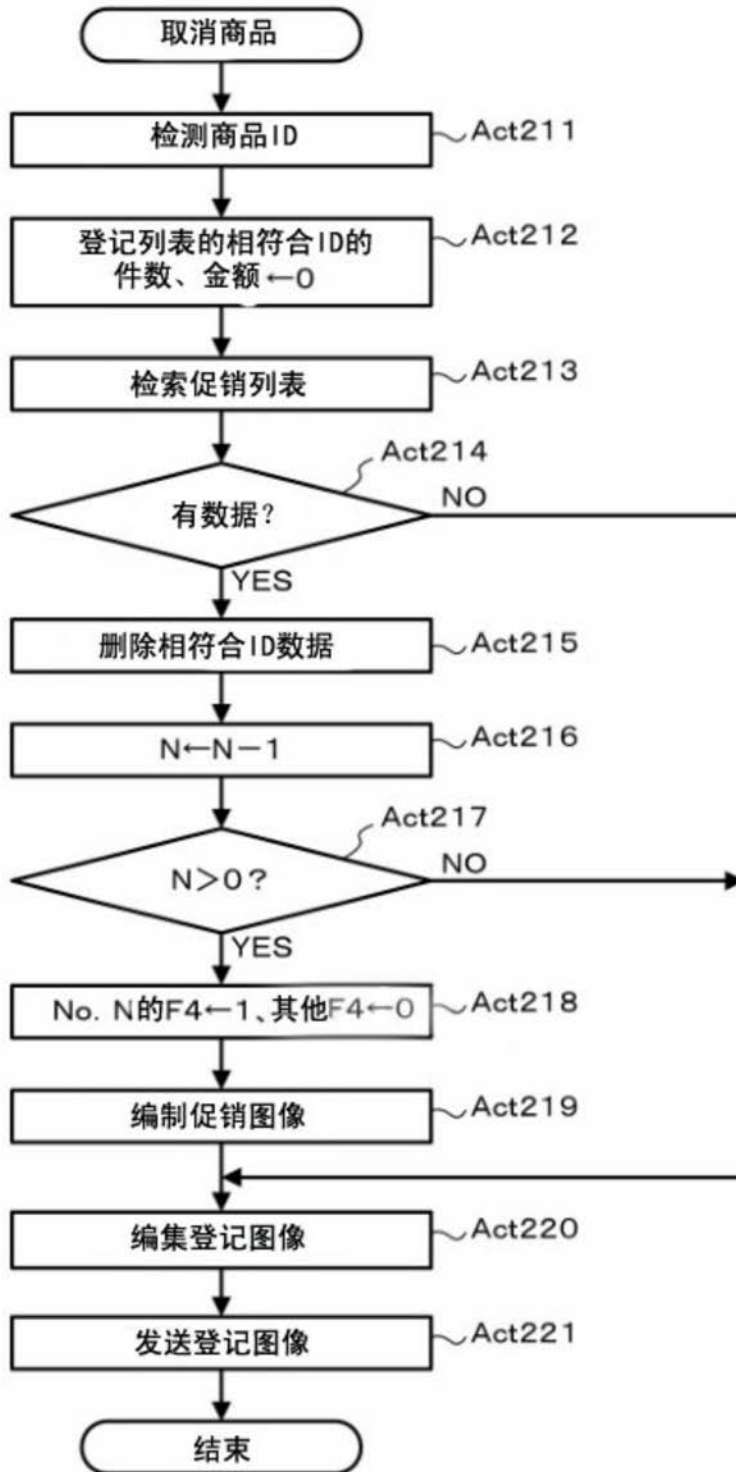 取消商品
检测商品ID
Act211
登记列表的相符合ID的
件数、金额←0
Act212
检索促销列表
Act213
Act214
有数据?
NO
YES
删除相符合ID数据
Act215
N←N-1
Act216
Act217
N>0?
NO
YES
No. N的F4←1、其他F4←0
Act218
编制促销图像
Act219
编集登记图像
Act220
发送登记图像
Act221
结束